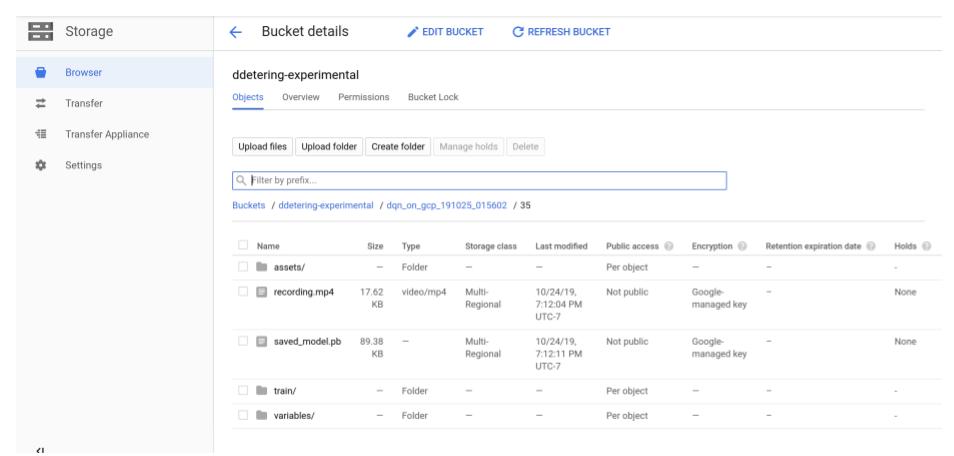 Storage
Bucket details
EDIT BUCKET
REFRESH BUCKET
Browser
Transfer
Transfer Appliance
Settings
ddetering-experimental
Objects Overview Permissions Bucket Lock
Upload files Upload folder Create folder Manage holds Delete
Filter by prefix...
Buckets / ddetering-experimental / dqn_on_gcp_191025_015602 / 35
Name Size Type Storage class Last modified Public access Encryption Retention expiration date Holds
assets/ — Folder — — Per object — – -
recording.mp4 17.62 video/mp4 Multi- 10/24/19, Not public Google- – None
KB Regional 7:12:04 PM managed key
UTC-7
saved_model.pb 89.38 — Multi- 10/24/19, Not public Google- – None
KB Regional 7:12:11 PM managed key
UTC-7
train/ — Folder — — Per object — – -
variables/ — Folder — — Per object — – -